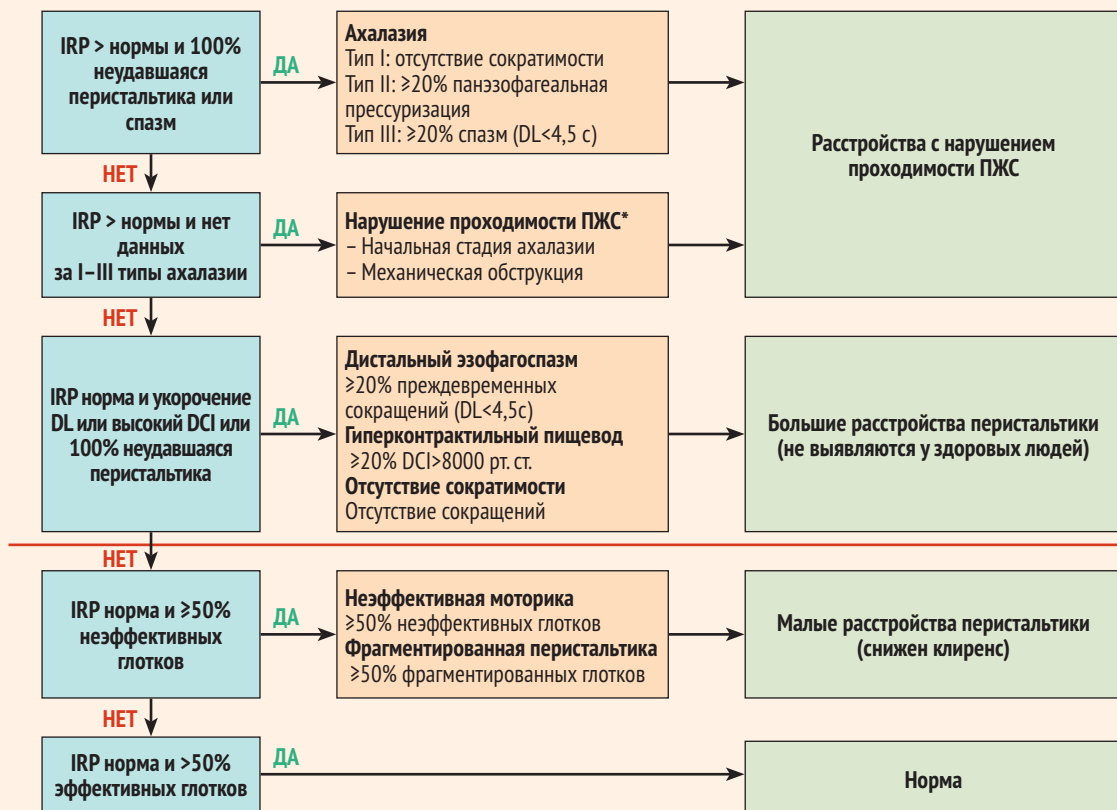 IRP > нормы и 100%
неудавшаяся
перистальтика или
спазм
ДА
Ахалазия
Тип I: отсутствие сократимости
Тип II: ≥20% панэзофагеальная
прессуризация
Тип III: ≥20% спазм (DL<4,5 с)
Расстройства с нарушением
проходимости ПЖС
НЕТ
IRP > нормы и нет
данных
за I–III типы ахалазии
ДА
Нарушение проходимости ПЖС*
– Начальная стадия ахалазии
– Механическая обструкция
НЕТ
IRP норма и укорочение
DL или высокий DCI или
100% неудавшаяся
перистальтика
ДА
Дистальный эзофагоспазм
≥20% преждевременных
сокращений (DL<4,5с)
Гиперконтрактильный пищевод
≥20% DCI>8000 рт. ст.
Отсутствие сократимости
Отсутствие сокращений
Большие расстройства перистальтики
(не выявляются у здоровых людей)
НЕТ
IRP норма и ≥50%
неэффективных
глотков
ДА
Неэффективная моторика
≥50% неэффективных глотков
Фрагментированная перистальтика
≥50% фрагментированных глотков
Малые расстройства перистальтики
(снижен клиренс)
НЕТ
IRP норма и >50%
эффективных глотков
ДА
Норма